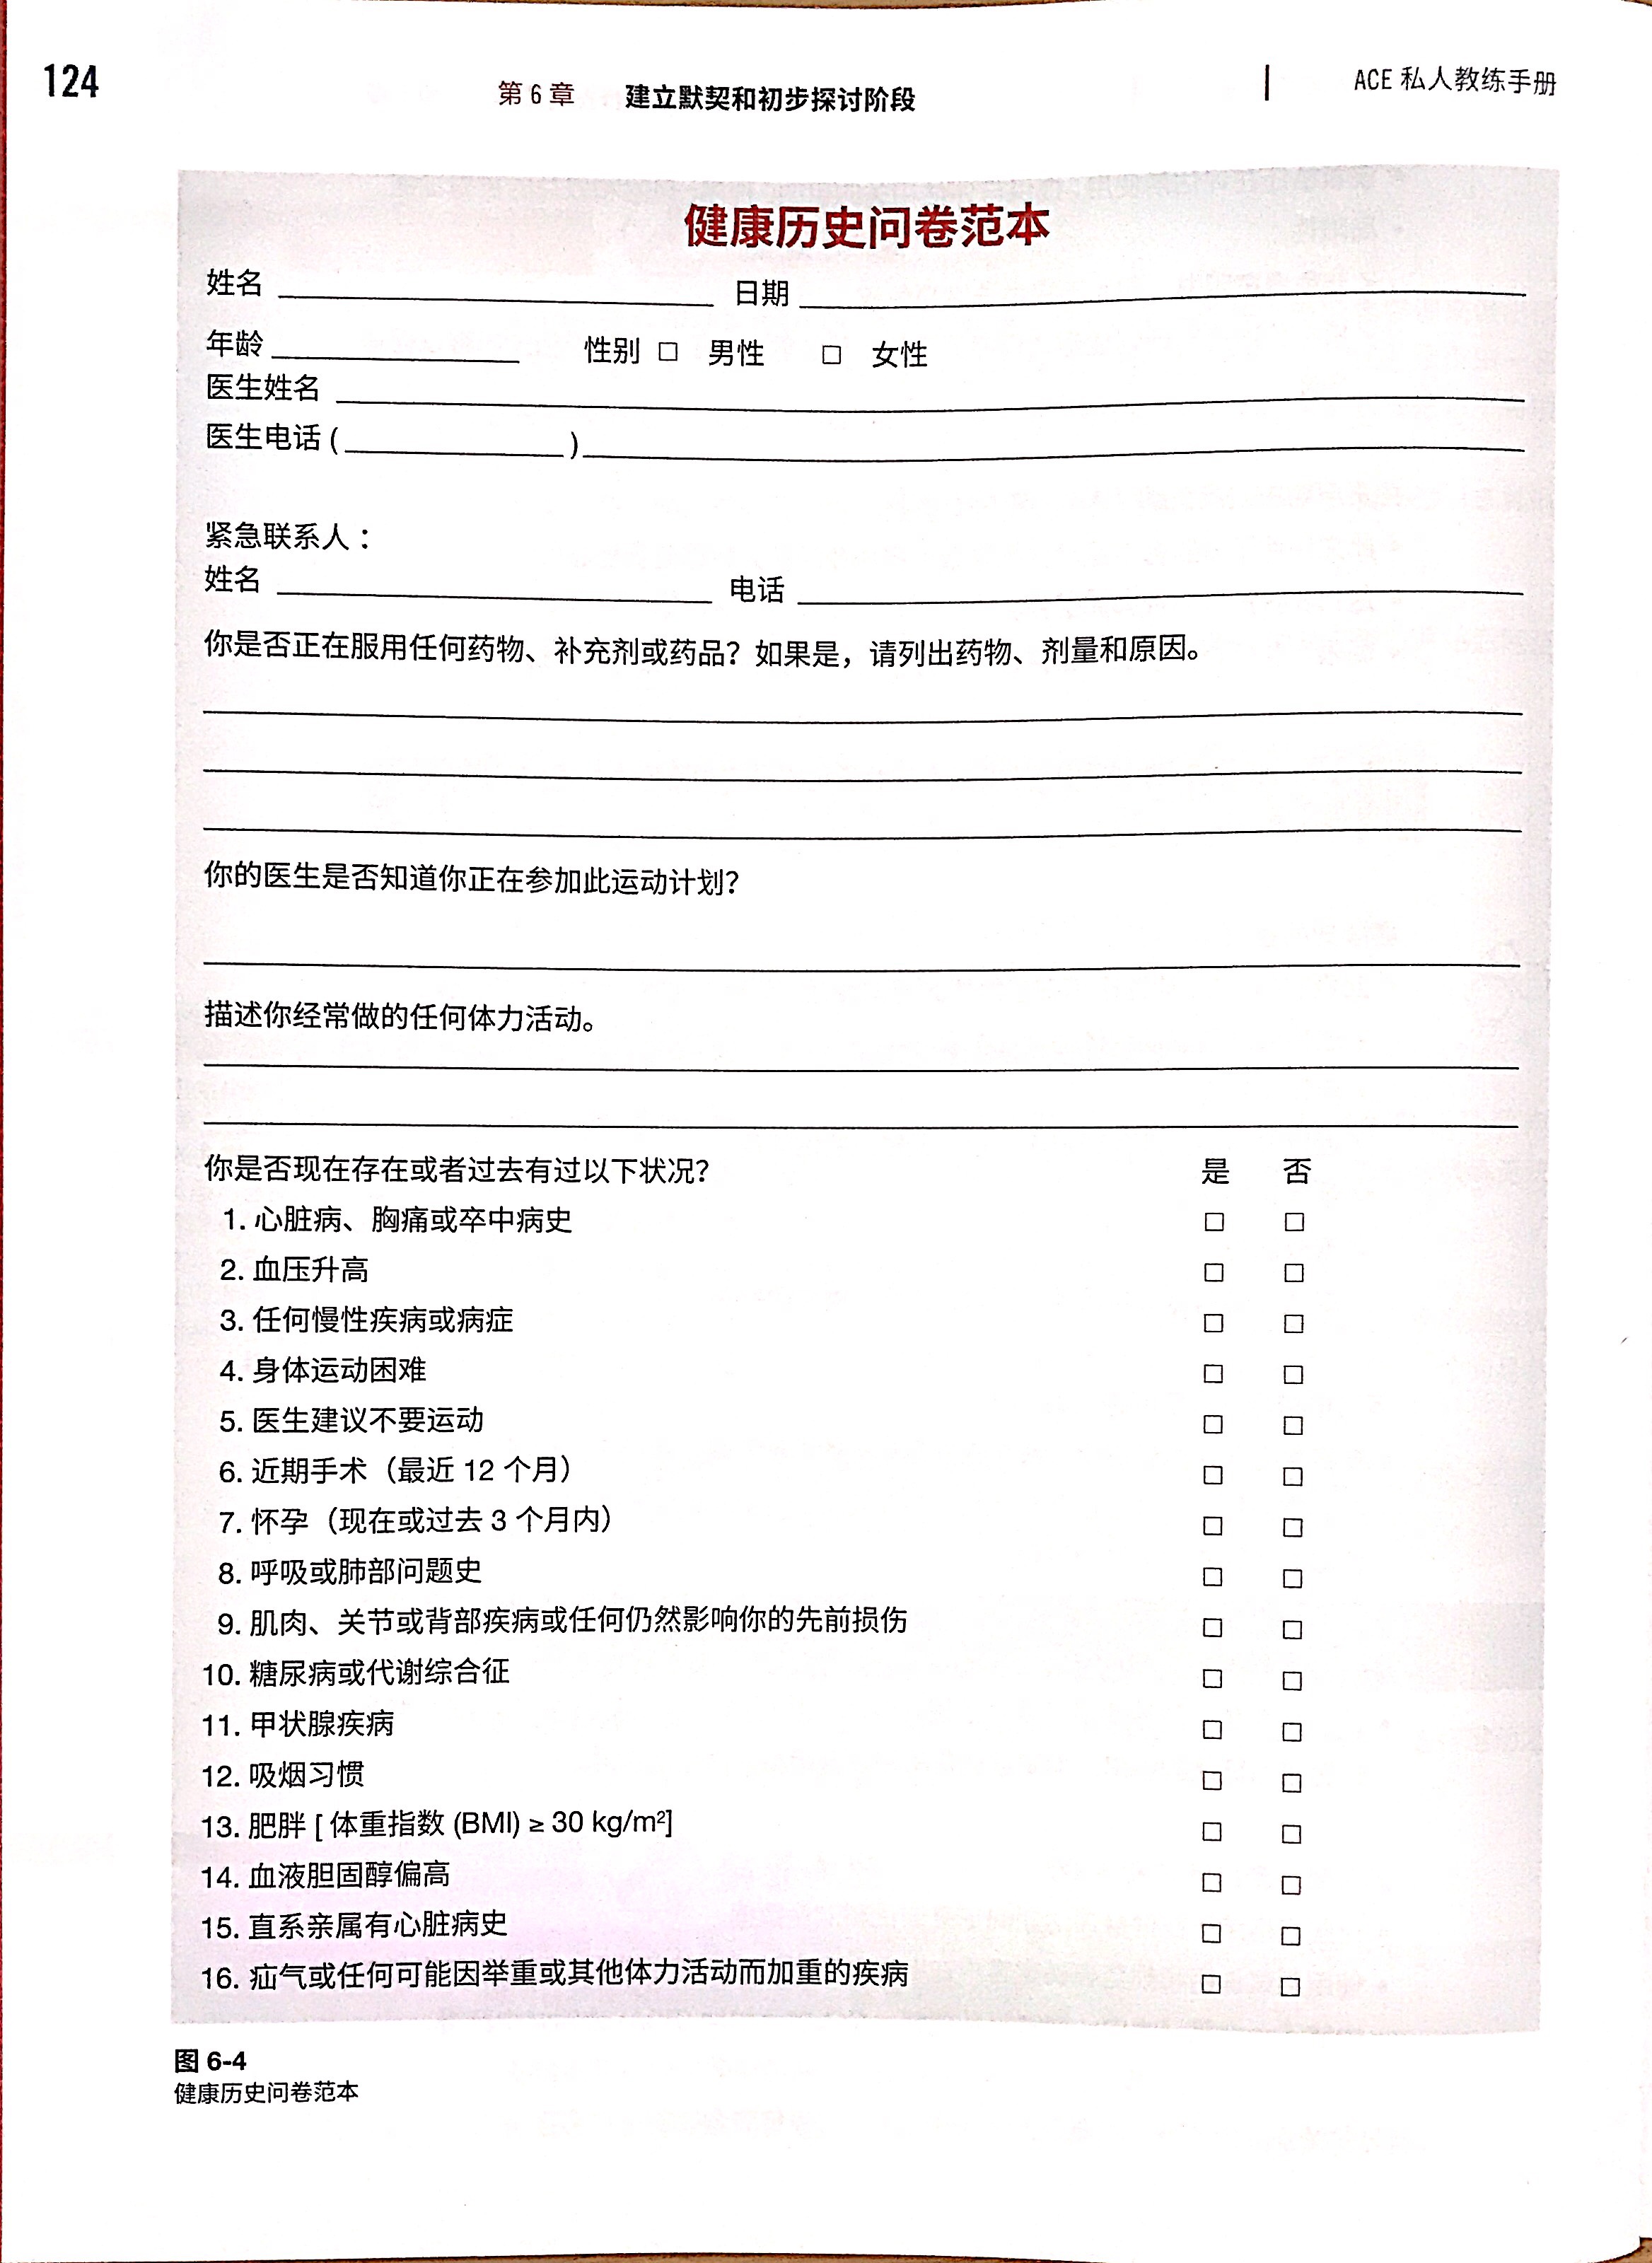 124
第 6 章 建立默契和初步探讨阶段
ACE 私人教练手册
健康历史问卷范本
姓名 日期
年龄 性别 □ 男性 □ 女性
医生姓名
医生电话 ( )
紧急联系人：
姓名 电话
你是否正在服用任何药物、补充剂或药品？如果是，请列出药物、剂量和原因。
你的医生是否知道你正在参加此运动计划？
描述你经常做的任何体力活动。
你是否现在存在或者过去有过以下状况？ 是 否
1. 心脏病、胸痛或卒中病史 □ □
2. 血压升高 □ □
3. 任何慢性疾病或病症 □ □
4. 身体运动困难 □ □
5. 医生建议不要运动 □ □
6. 近期手术（最近 12 个月） □ □
7. 怀孕（现在或过去 3 个月内） □ □
8. 呼吸或肺部问题史 □ □
9. 肌肉、关节或背部疾病或任何仍然影响你的先前损伤 □ □
10. 糖尿病或代谢综合征 □ □
11. 甲状腺疾病 □ □
12. 吸烟习惯 □ □
13. 肥胖 [ 体重指数 (BMI) ≥ 30 kg/m²] □ □
14. 血液胆固醇偏高 □ □
15. 直系亲属有心脏病史 □ □
16. 疝气或任何可能因举重或其他体力活动而加重的疾病 □ □
图 6-4
健康历史问卷范本